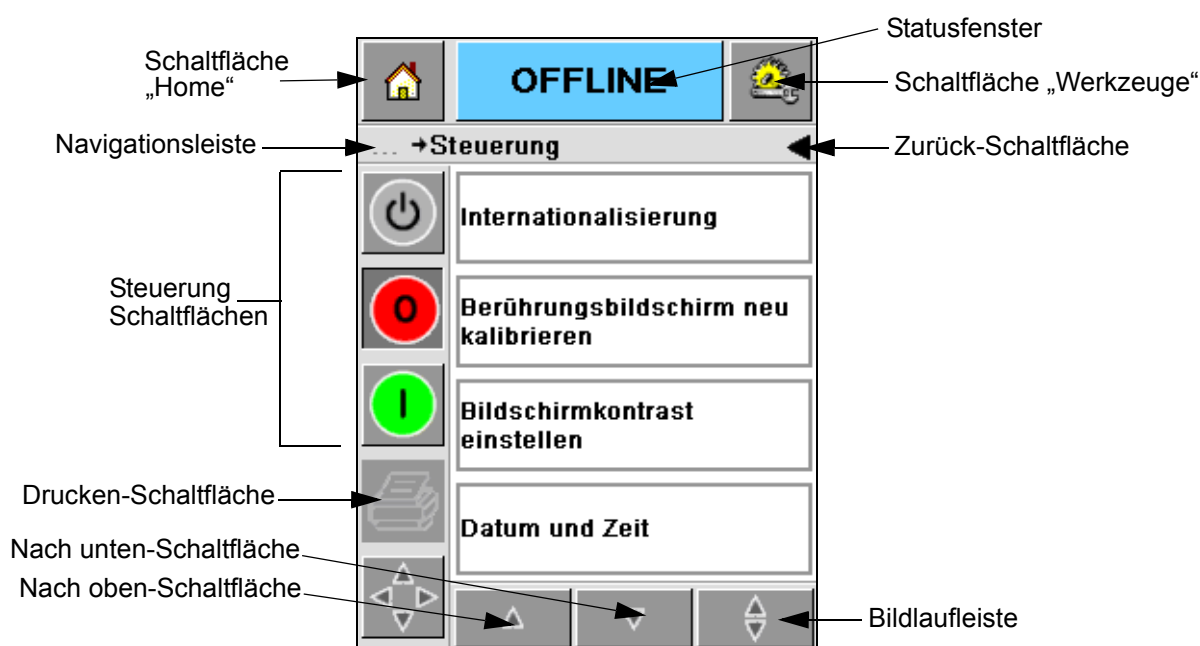 Statusfenster
Schaltfläche
„Home“
OFFLINE
Schaltfläche „Werkzeuge“
Navigationsleiste
... →Steuerung
Zurück-Schaltfläche
Internationalisierung
Steuerung
Schaltflächen
O
Berührungsbildschirm neu
kalibrieren
I
Bildschirmkontrast
einstellen
Drucken-Schaltfläche
Datum und Zeit
Nach unten-Schaltfläche
Nach oben-Schaltfläche
Bildlaufleiste